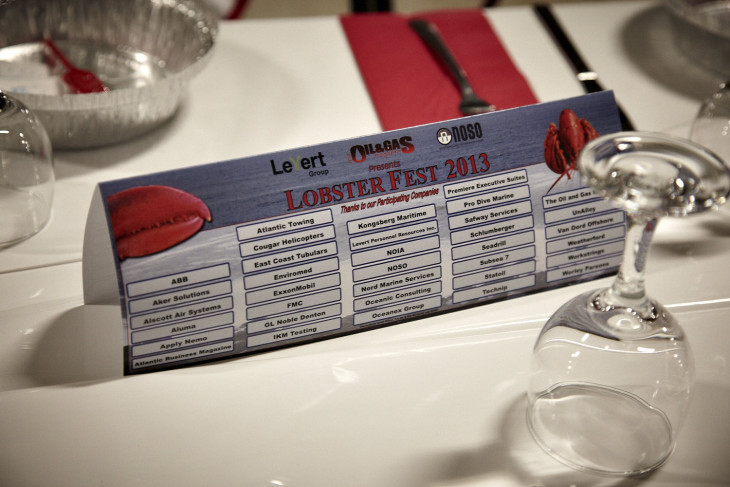 Levert
Group
OIL&GAS
NOSO
Presents
LOBSTER FEST 2013
Thanks to our Participating Companies
ABB
Aker Solutions
Alscott Air Systems
Aluma
Apply Nemo
Atlantic Business Magazine
Atlantic Towing
Cougar Helicopters
East Coast Tubulars
Enviromed
ExxonMobil
FMC
GL Noble Denton
IKM Testing
Kongsberg Maritime
Levert Personnel Resources Inc.
NOIA
NOSO
Nord Marine Services
Oceanic Consulting
Oceanex Group
Premiere Executive Suites
Pro Dive Marine
Safway Services
Schlumberger
Seadrill
Subsea 7
Statoil
Technip
The Oil and Gas
UnAlloy
Van Oord Offshore
Weatherford
Workstrings
Worley Parsons